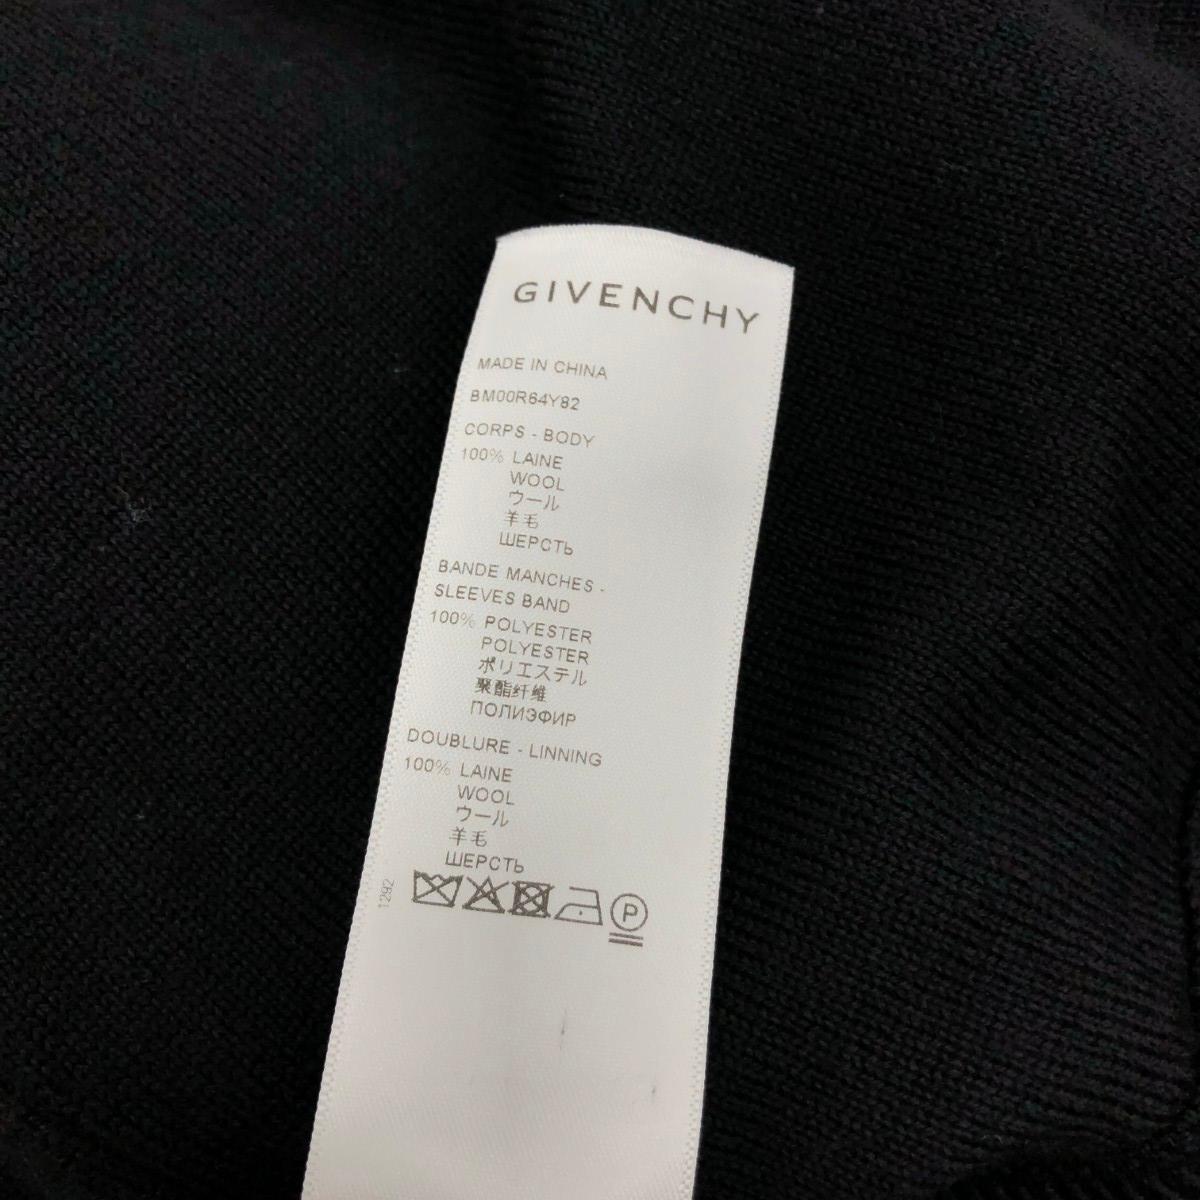 GIVENCHY
MADE IN CHINA
BM00R64Y82
CORPS - BODY
100% LAINE
WOOL
ウール
羊毛
ШЕРСТЬ
BANDE MANCHES -
SLEEVES BAND
100% POLYESTER
POLYESTER
ポリエステル
聚酯纤维
ПОЛИЭФИР
DOUBLURE - LINNING
100% LAINE
WOOL
ウール
羊毛
ШЕРСТЬ
1292
P